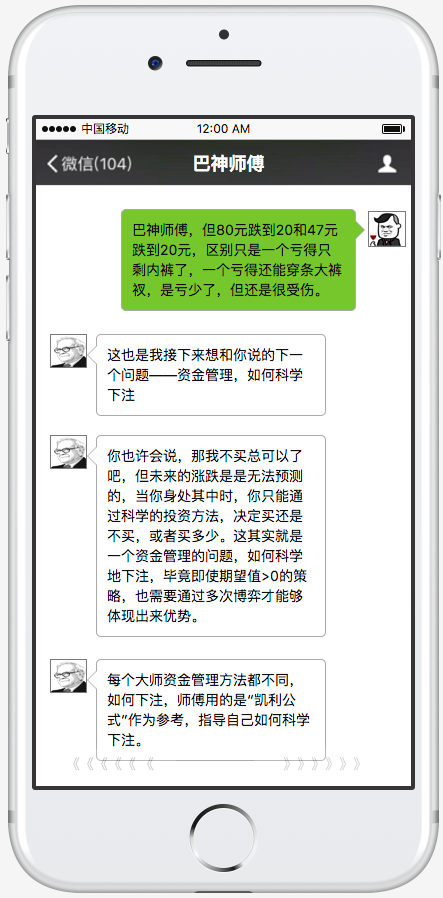 中国移动 12:00 AM
微信(104) 巴神师傅
巴神师傅，但80元跌到20和47元
跌到20元，区别只是一个亏得只
剩内裤了，一个亏得还能穿条大裤
衩，是亏少了，但还是很受伤。
这也是我接下来想和你说的下一
个问题——资金管理，如何科学
下注
你也许会说，那我不买总可以了
吧，但未来的涨跌是是无法预测
的，当你身处其中时，你只能通
过科学的投资方法，决定买还是
不买，或者买多少。这其实就是
一个资金管理的问题，如何科学
地下注，毕竟即使期望值>0的策
略，也需要通过多次博弈才能够
体现出来优势。
每个大师资金管理方法都不同，
如何下注，师傅用的是“凯利公
式”作为参考，指导自己如何科学
下注。
《《《《《《 》》》》》》